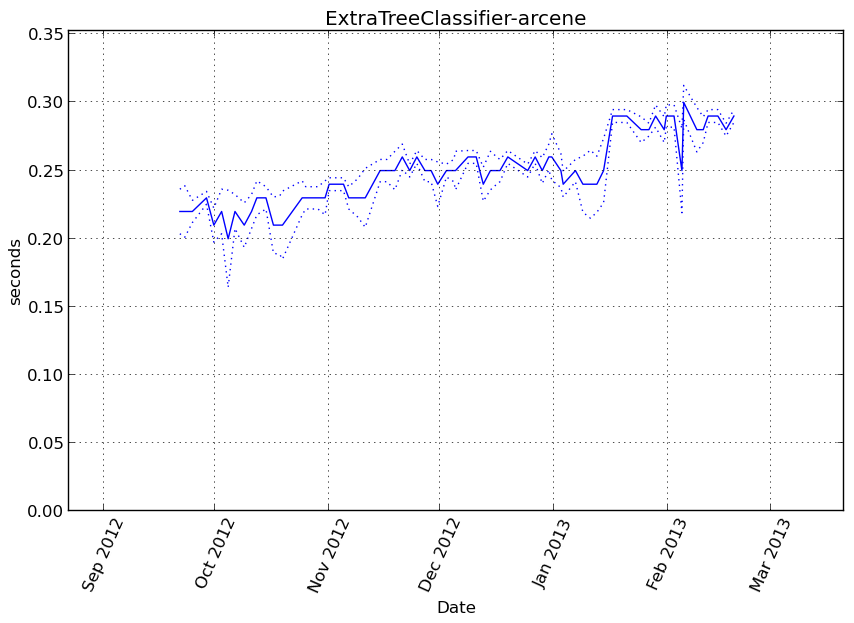 ExtraTreeClassifier-arcene
0.35
0.30
0.25
0.20
0.15
0.10
0.05
0.00
seconds
Sep 2012
Oct 2012
Nov 2012
Dec 2012
Jan 2013
Feb 2013
Mar 2013
Date